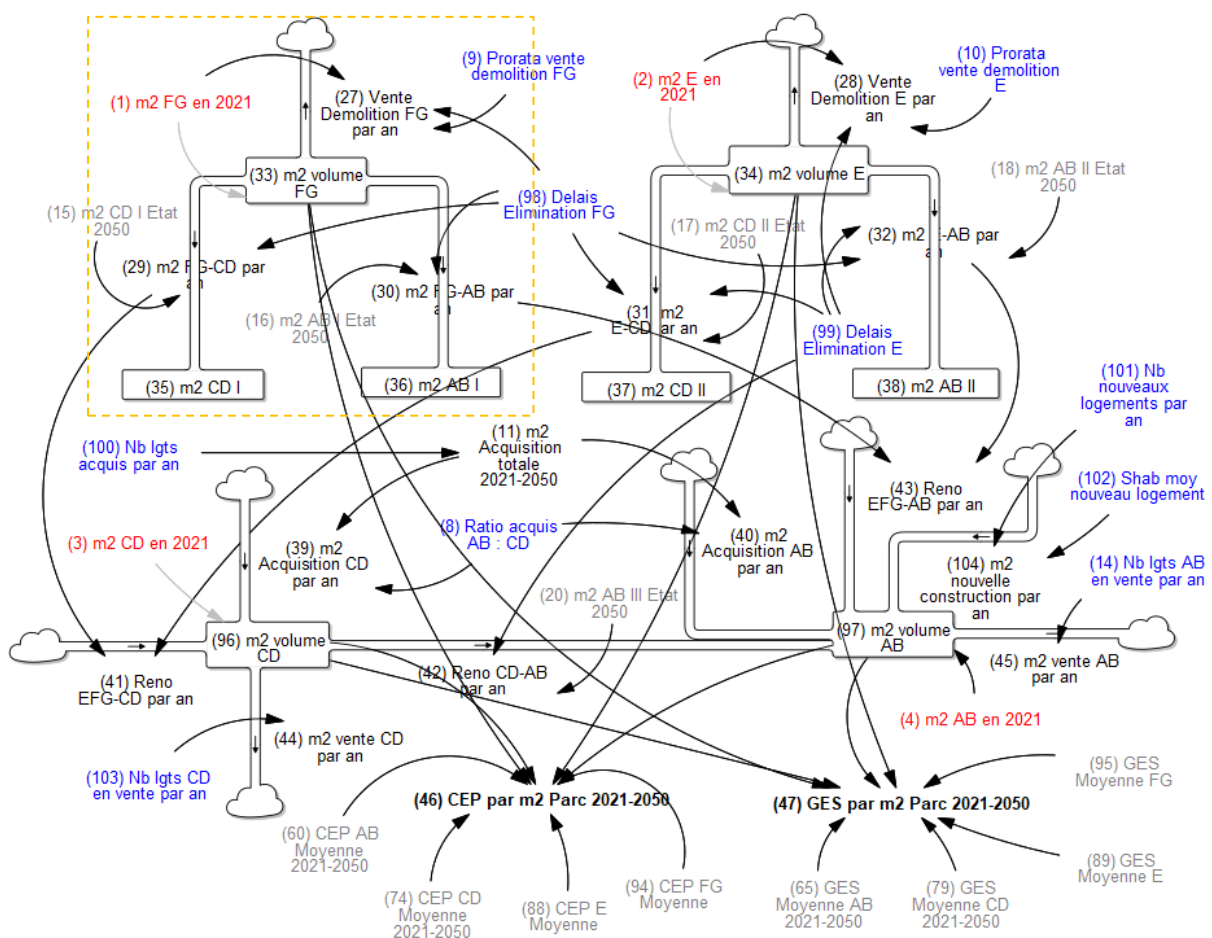 (9) Prorata vente
demolition FG
(10) Prorata
vente demolition
E
(1) m2 FG en 2021
(27) Vente
Demolition FG
par an
(2) m2 E en
2021
(28) Vente
Demolition E par
an
(33) m2 volume
FG
(34) m2 volume E
(18) m2 AB II Etat
2050
(15) m2 CD I Etat
2050
(98) Delais
Elimination FG
(17) m2 CD II Etat
2050
(32) m2 E-AB par
an
(29) m2 FG-CD par
an
(30) m2 FG-AB par
an
(16) m2 AB I Etat
2050
(31) m2
E-CD par an
(99) Delais
Elimination E
(35) m2 CD I
(36) m2 AB I
(37) m2 CD II
(38) m2 AB II
(101) Nb
nouveaux
logements par
an
(100) Nb lgts
acquis par an
(11) m2
Acquisition
totale
2021-2050
(43) Reno
EFG-AB par an
(102) Shab moy
nouveau logement
(3) m2 CD en 2021
(39) m2
Acquisition CD
par an
(8) Ratio acquis
AB : CD
(40) m2
Acquisition AB
par an
(104) m2
nouvelle
construction par
an
(14) Nb lgts AB
en vente par an
(20) m2 AB III Etat
2050
(96) m2 volume
CD
(97) m2 volume
AB
(41) Reno
EFG-CD par an
(42) Reno CD-AB
par an
(45) m2 vente AB
par an
(4) m2 AB en 2021
(44) m2 vente CD
par an
(103) Nb lgts CD
en vente par an
(95) GES
Moyenne FG
(46) CEP par m2 Parc 2021-2050
(47) GES par m2 Parc 2021-2050
(60) CEP AB
Moyenne
2021-2050
(89) GES
Moyenne E
(74) CEP CD
Moyenne
2021-2050
(88) CEP E
Moyenne
(94) CEP FG
Moyenne
(65) GES
Moyenne AB
2021-2050
(79) GES
Moyenne CD
2021-2050